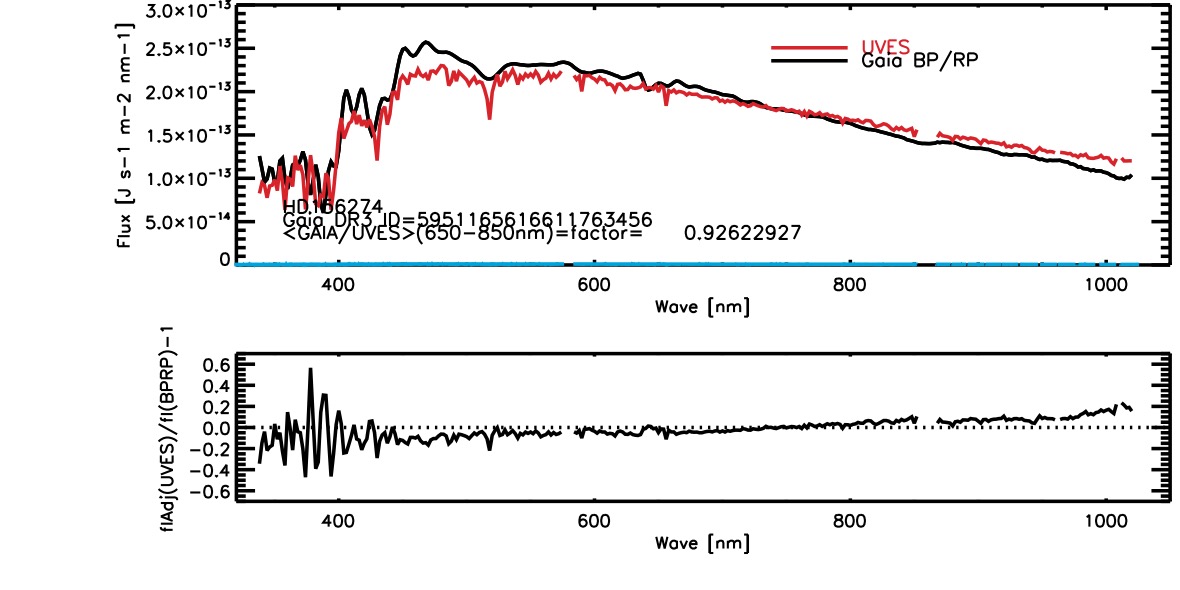 3.0×10−13
2.5×10−13
2.0×10−13
1.5×10−13
1.0×10−13
5.0×10−14
0
Flux [J s−1 m−2 nm−1]
UVES
Gaia BP/RP
HD166274
Gaia DR3 ID=5951165616611763456
<GAIA/UVES>(650−850nm)=factor= 0.92622927
400 600 800 1000
Wave [nm]
0.6
0.4
0.2
0.0
−0.2
−0.4
−0.6
flAdj(UVES)/fl(BPRP)−1
400 600 800 1000
Wave [nm]